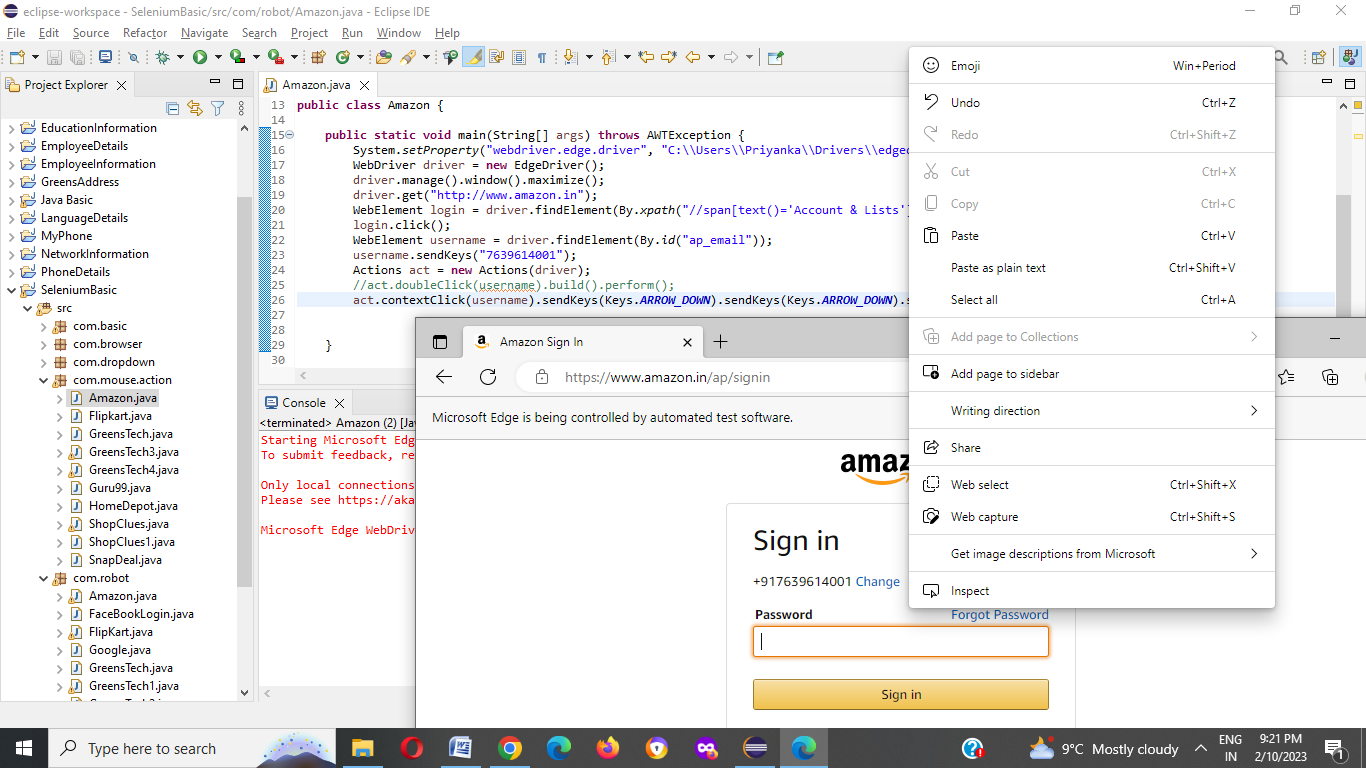 eclipse-workspace - SeleniumBasic/src/com/robot/Amazon.java - Eclipse IDE
File Edit Source Refactor Navigate Search Project Run Window Help
Project Explorer
EducationInformation
EmployeeDetails
EmployeeInformation
GreensAddress
Java Basic
LanguageDetails
MyPhone
NetworkInformation
PhoneDetails
SeleniumBasic
src
com.basic
com.browser
com.dropdown
com.mouse.action
Amazon.java
Flipkart.java
GreensTech.java
GreensTech3.java
GreensTech4.java
Guru99.java
HomeDepot.java
ShopClues.java
ShopClues1.java
SnapDeal.java
com.robot
Amazon.java
FaceBookLogin.java
FlipKart.java
Google.java
GreensTech.java
GreensTech1.java
Amazon.java
13 public class Amazon {
14
15 public static void main(String[] args) throws AWTException {
16 System.setProperty("webdriver.edge.driver", "C:\\Users\\Priyanka\\Drivers\\edged
17 WebDriver driver = new EdgeDriver();
18 driver.manage().window().maximize();
19 driver.get("http://www.amazon.in");
20 WebElement login = driver.findElement(By.xpath("//span[text()='Account & Lists']
21 login.click();
22 WebElement username = driver.findElement(By.id("ap_email"));
23 username.sendKeys("7639614001");
24 Actions act = new Actions(driver);
25 //act.doubleClick(username).build().perform();
26 act.contextClick(username).sendKeys(Keys.ARROW_DOWN).sendKeys(Keys.ARROW_DOWN).s
27
28
29 }
30
Console
<terminated> Amazon (2) [Jav
Starting Microsoft Edg
To submit feedback, re
Only local connections
Please see https://aka
Microsoft Edge WebDriv
Amazon Sign In
https://www.amazon.in/ap/signin
Microsoft Edge is being controlled by automated test software.
amaz
Sign in
+917639614001 Change
Password Forgot Password
Sign in
Emoji Win+Period
Undo Ctrl+Z
Redo Ctrl+Shift+Z
Cut Ctrl+X
Copy Ctrl+C
Paste Ctrl+V
Paste as plain text Ctrl+Shift+V
Select all Ctrl+A
Add page to Collections
Add page to sidebar
Writing direction
Share
Web select Ctrl+Shift+X
Web capture Ctrl+Shift+S
Get image descriptions from Microsoft
Inspect
Type here to search
9°C Mostly cloudy
ENG
IN
9:21 PM
2/10/2023
1